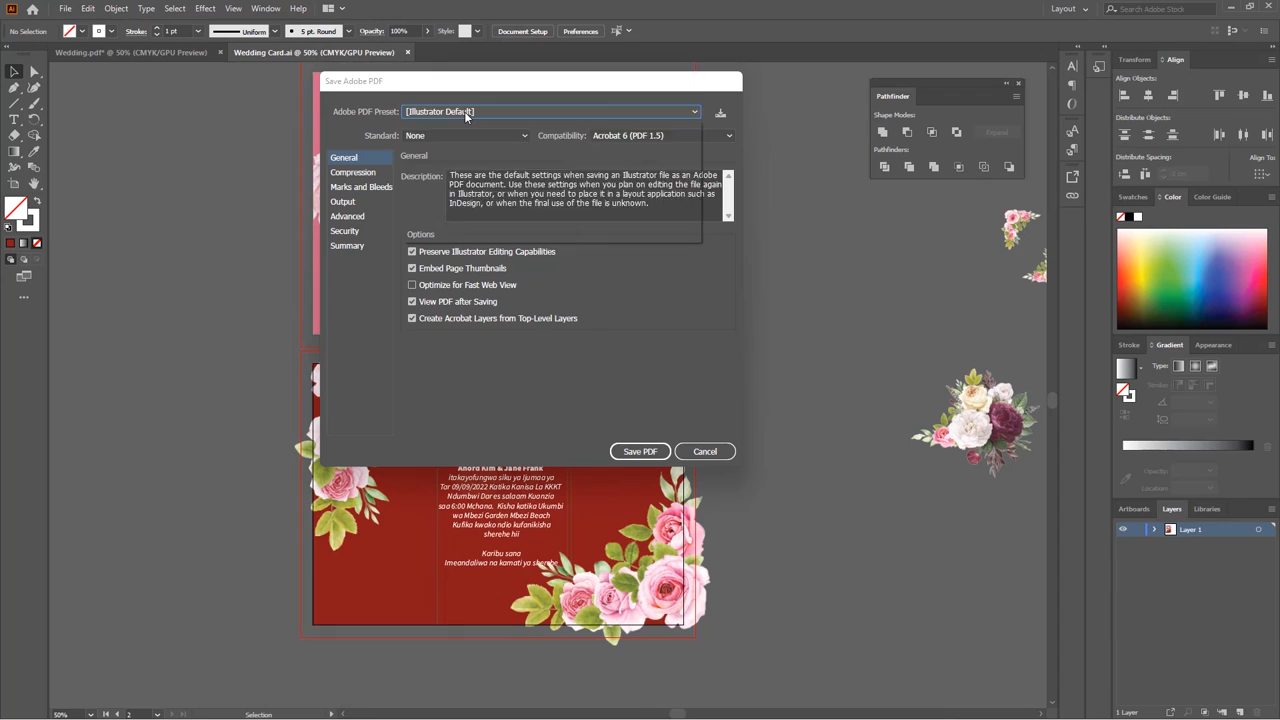 Ai File Edit Object Type Select Effect View Window Help Layout Search Adobe Stock
No Selection Stroke: 1 pt Uniform 5 pt. Round Opacity: 100% Style: Document Setup Preferences
Wedding.pdf* @ 50% (CMYK/GPU Preview) × Wedding Card.ai @ 50% (CMYK/GPU Preview) ×
Save Adobe PDF
Adobe PDF Preset: [Illustrator Default]
Standard: None Compatibility: Acrobat 6 (PDF 1.5)
General
Compression
Marks and Bleeds
Output
Advanced
Security
Summary
General
Description: These are the default settings when saving an Illustrator file as an Adobe
PDF document. Use these settings when you plan on editing the file again
in Illustrator, or when you need to place it in a layout application such as
InDesign, or when the final use of the file is unknown.
Options
Preserve Illustrator Editing Capabilities
Embed Page Thumbnails
Optimize for Fast Web View
View PDF after Saving
Create Acrobat Layers from Top-Level Layers
Save PDF Cancel
Anord Kim & Jane Frank
itakayofungwa siku ya Ijumaa ya
Tar 09/09/2022 Katika Kanisa La KKKT
Ndumbwi Dar es salaam Kuanzia
saa 6:00 Mchana. Kisha katika Ukumbi
wa Mbezi Garden Mbezi Beach
Kufika kwako ndio kufanikisha
sherehe hii
Karibu sana
Imeandaliwa na kamati ya sherehe
Pathfinder
Shape Modes:
Expand
Pathfinders:
Transform Align
Align Objects:
Distribute Objects:
Distribute Spacing: Align To:
Swatches Color Color Guide
Stroke Gradient Appearance
Type:
Stroke:
Opacity:
Location:
Artboards Layers Libraries
Layer 1
1 Layer
50% 2 Selection